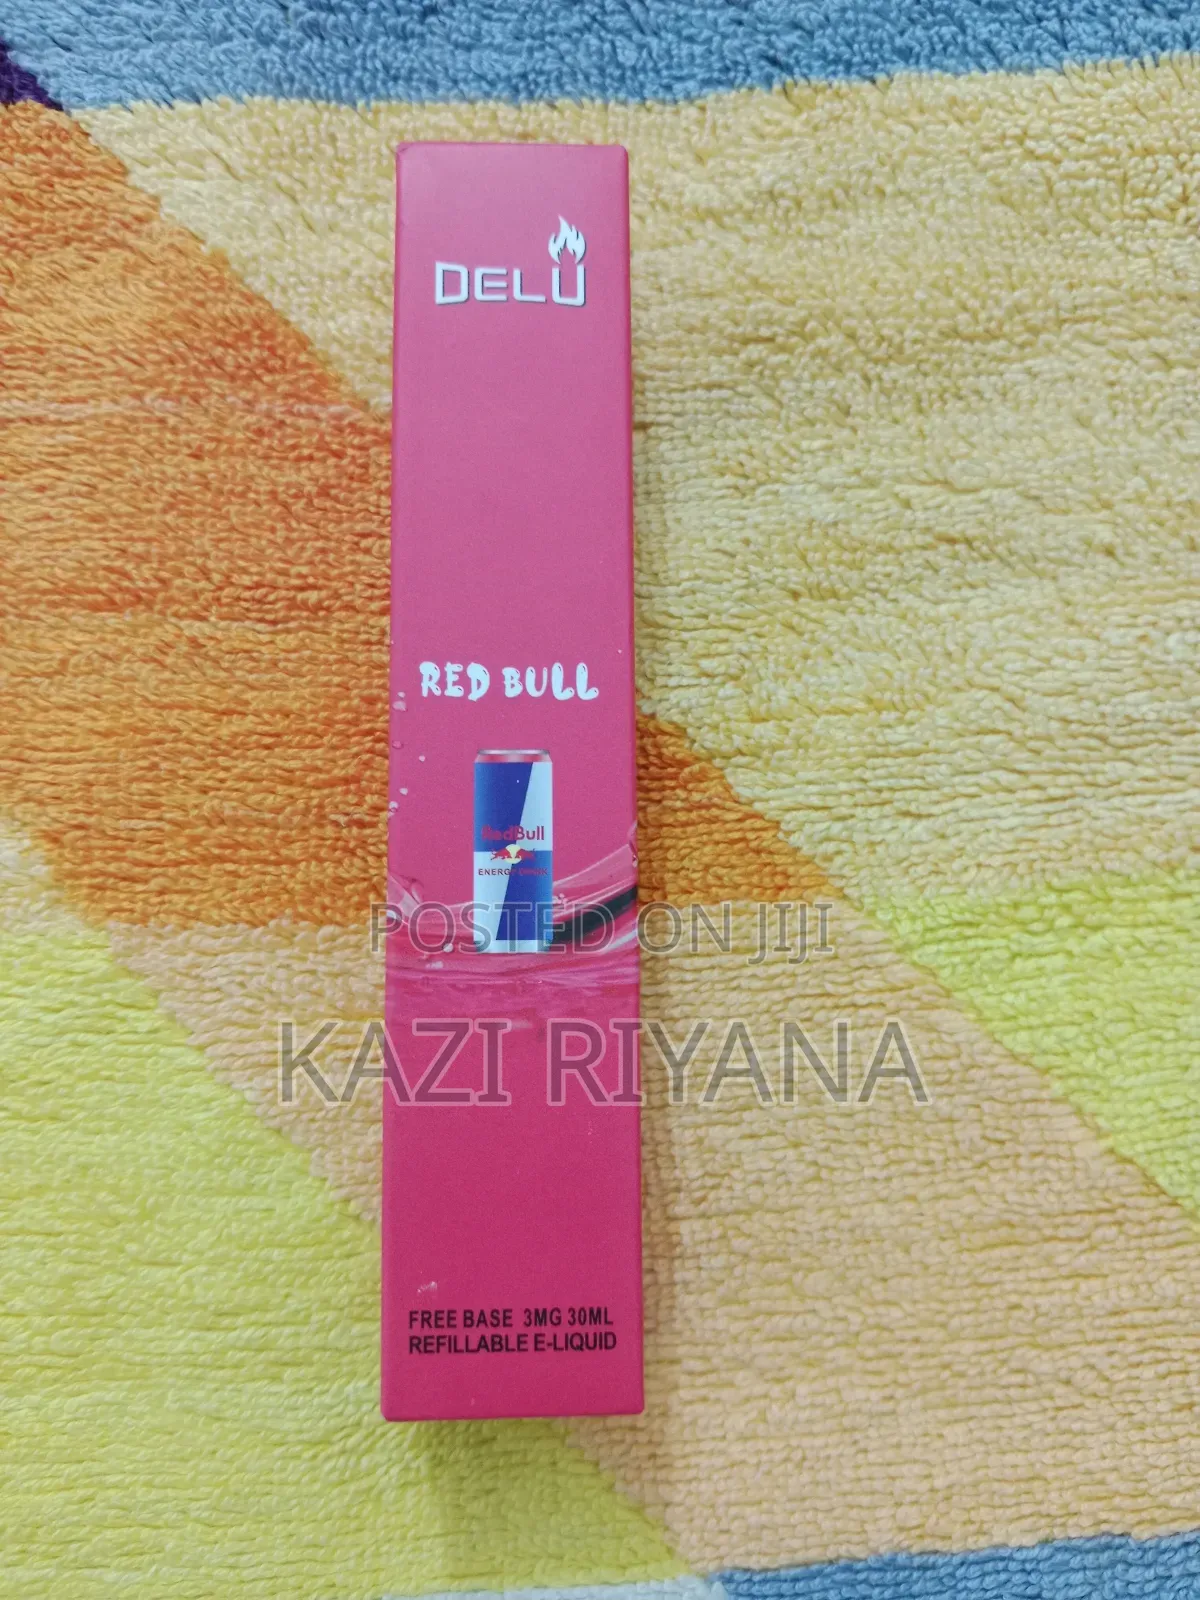 DELU
RED BULL
RedBull
ENERGY DRINK
POSTED ON JIJI
KAZI RIYANA
FREE BASE 3MG 30ML
REFILLABLE E-LIQUID